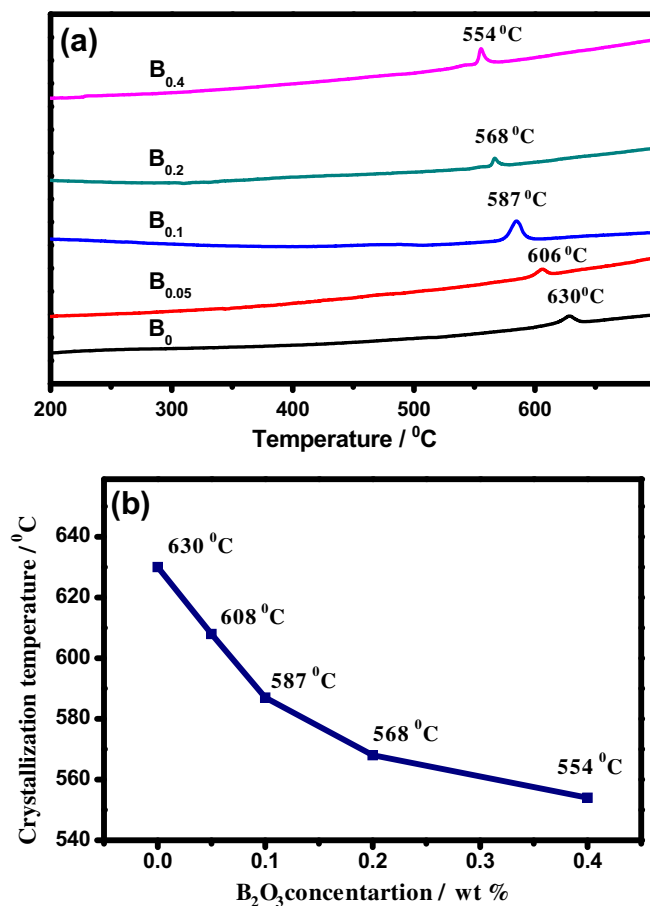 (a)
554 ⁰C
B₀.₄
568 ⁰C
B₀.₂
587 ⁰C
B₀.₁
606 ⁰C
B₀.₀₅
630⁰C
B₀
200 300 400 500 600
Temperature / ⁰C
(b)
Crystallization temperature / ⁰C
640
620
600
580
560
540
630 ⁰C
608 ⁰C
587 ⁰C
568 ⁰C
554 ⁰C
0.0 0.1 0.2 0.3 0.4
B₂O₃concentartion / wt %